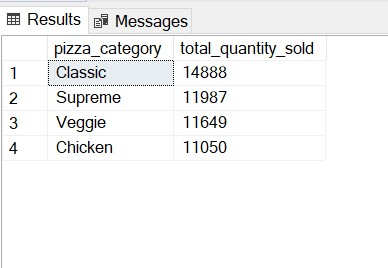 Results Messages
pizza_category total_quantity_sold
1 Classic 14888
2 Supreme 11987
3 Veggie 11649
4 Chicken 11050